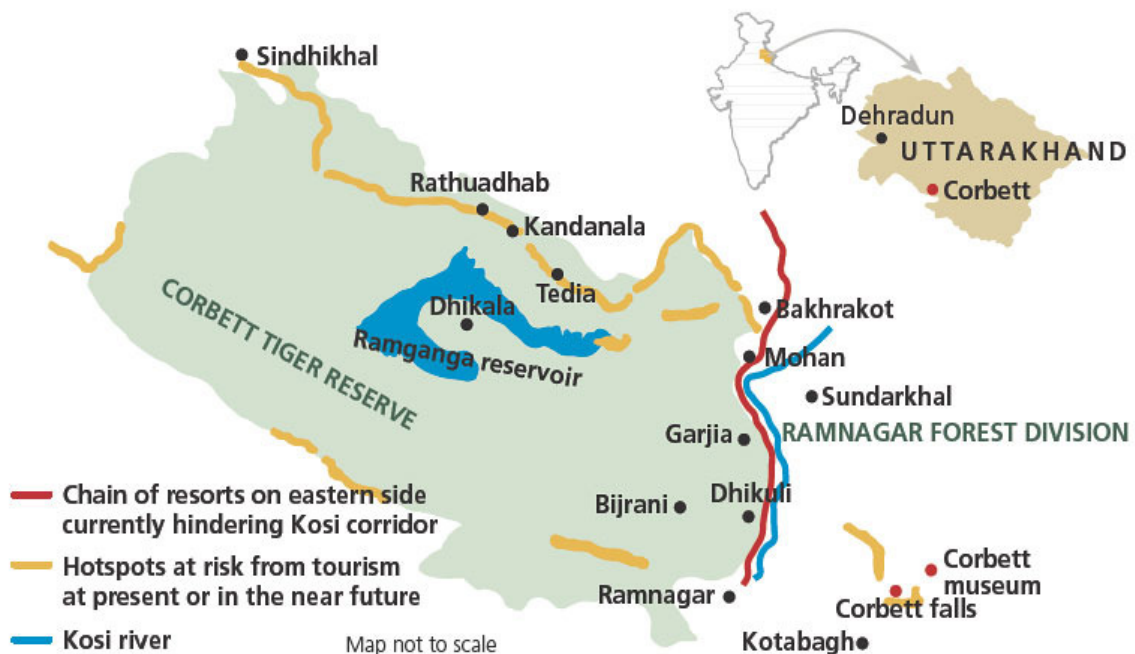 Sindhikhal
Dehradun
UTTARAKHAND
Corbett
Rathuadhab
Kandanala
Tedia
Dhikala
Ramganga reservoir
CORBETT TIGER RESERVE
Bakhrakot
Mohan
Sundarkhal
Garjia
RAMNAGAR FOREST DIVISION
Bijrani
Dhikuli
Chain of resorts on eastern side
currently hindering Kosi corridor
Hotspots at risk from tourism
at present or in the near future
Kosi river
Map not to scale
Ramnagar
Corbett
museum
Corbett falls
Kotabagh